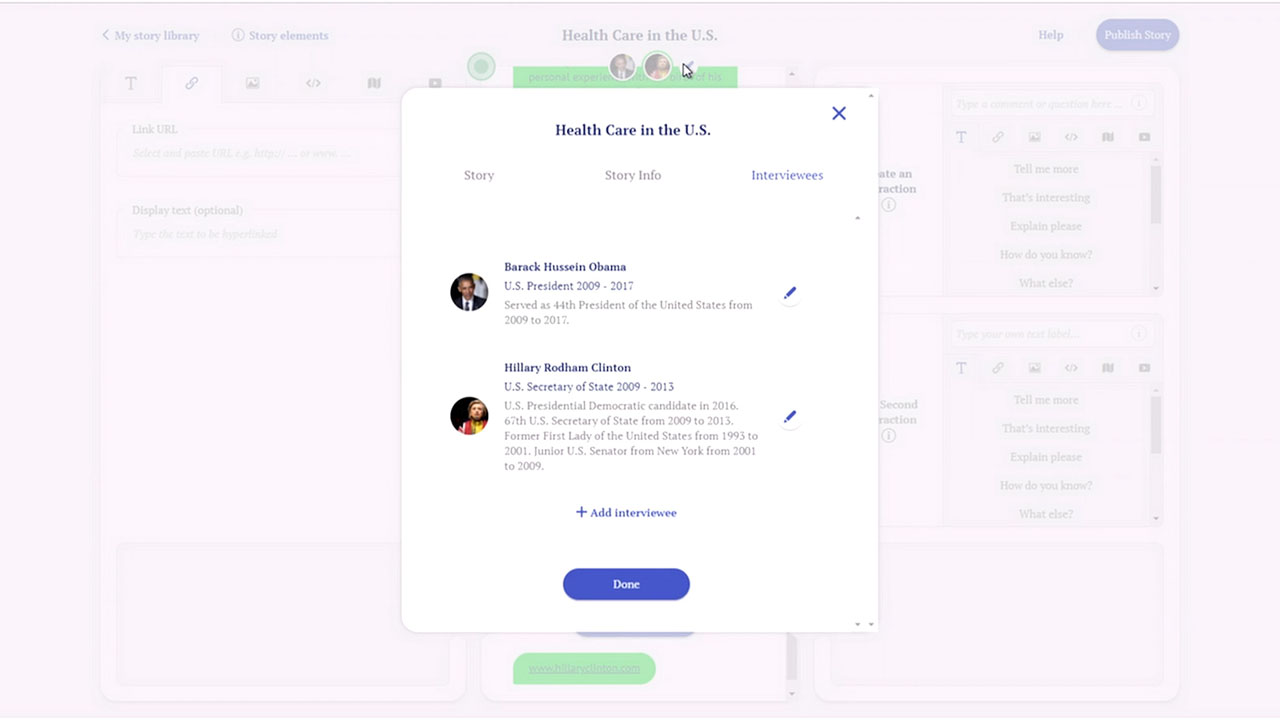 My story library
Story elements
Health Care in the U.S.
Help
Publish Story
personal experien
of his
Link URL
Select and paste URL e.g. http:// ... or www. ...
Display text (optional)
Type the text to be hyperlinked
Health Care in the U.S.
Story
Story Info
Interviewees
Barack Hussein Obama
U.S. President 2009 - 2017
Served as 44th President of the United States from
2009 to 2017.
Hillary Rodham Clinton
U.S. Secretary of State 2009 - 2013
U.S. Presidential Democratic candidate in 2016.
67th U.S. Secretary of State from 2009 to 2013.
Former First Lady of the United States from 1993 to
2001. Junior U.S. Senator from New York from 2001
to 2009.
+ Add interviewee
Done
www.hillaryclinton.com
Type a comment or question here ...
ate an
raction
Tell me more
That's interesting
Explain please
How do you know?
What else?
Type your own text label...
Second
raction
Tell me more
That's interesting
Explain please
How do you know?
What else?